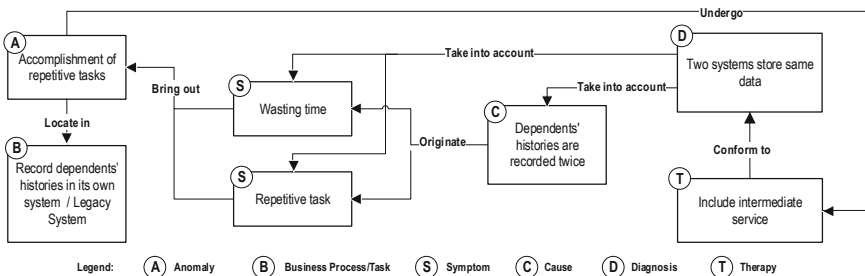 Undergo
A
Accomplishment of
repetitive tasks
Take into account
D
Two systems store same
data
Bring out
S
Wasting time
Take into account
Locate in
C
Dependents'
histories are
recorded twice
Originate
B
Record dependents'
histories in its own
system / Legacy
System
Conform to
S
Repetitive task
T
Include intermediate
service
Legend: A Anomaly B Business Process/Task S Symptom C Cause D Diagnosis T Therapy